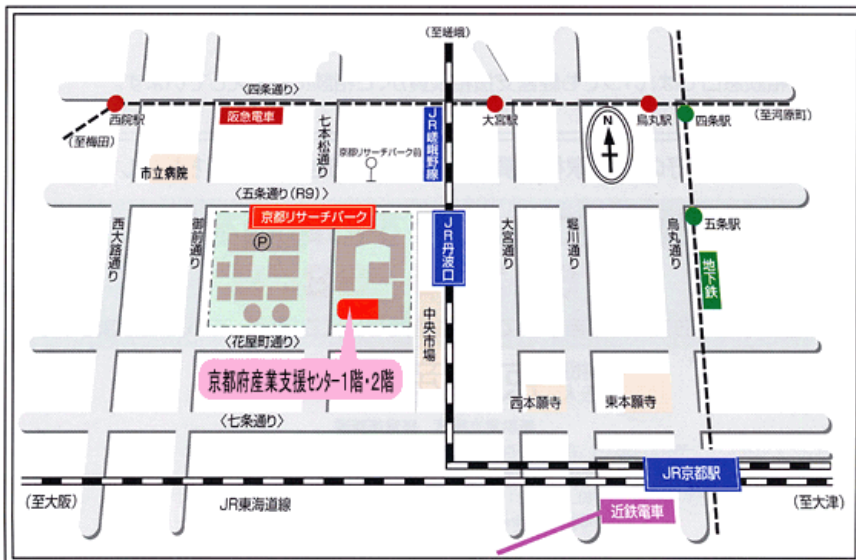 (至嵯峨)
〈四条通り〉
西院駅
阪急電車
七本松通り
JR嵯峨野線
大宮駅
烏丸駅
四条駅
(至河原町)
(至梅田)
N
京都リサーチパーク前
市立病院
〈五条通り(R9)〉
京都リサーチパーク
西大路通り
御前通り
P
JR丹波口
大宮通り
堀川通り
烏丸通り
五条駅
地下鉄
中央市場
〈花屋町通り〉
京都府産業支援センター1階・2階
西本願寺
東本願寺
〈七条通り〉
JR京都駅
(至大阪)
JR東海道線
近鉄電車
(至大津)